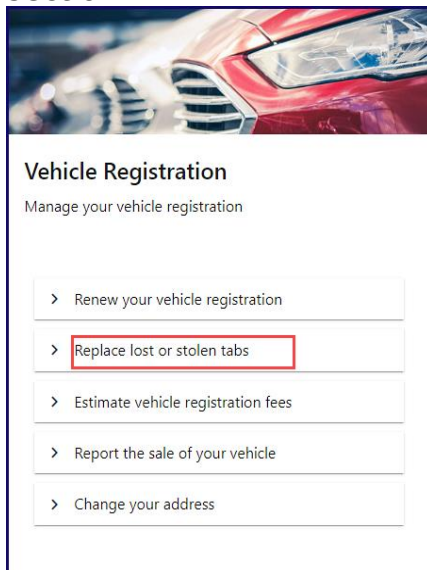 Vehicle Registration
Manage your vehicle registration
Renew your vehicle registration
Replace lost or stolen tabs
Estimate vehicle registration fees
Report the sale of your vehicle
Change your address